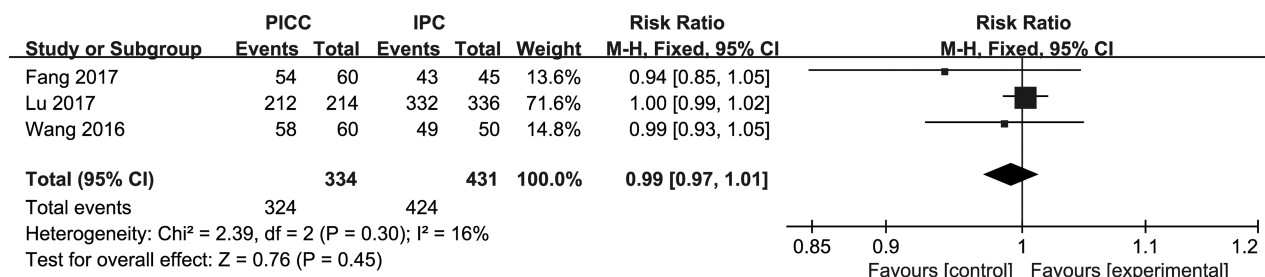 PICC IPC Risk Ratio Risk Ratio
Study or Subgroup Events Total Events Total Weight M-H, Fixed, 95% CI M-H, Fixed, 95% CI
Fang 2017 54 60 43 45 13.6% 0.94 [0.85, 1.05]
Lu 2017 212 214 332 336 71.6% 1.00 [0.99, 1.02]
Wang 2016 58 60 49 50 14.8% 0.99 [0.93, 1.05]
Total (95% CI) 334 431 100.0% 0.99 [0.97, 1.01]
Total events 324 424
Heterogeneity: Chi² = 2.39, df = 2 (P = 0.30); I² = 16%
Test for overall effect: Z = 0.76 (P = 0.45)
0.85 0.9 1 1.1 1.2
Favours [control] Favours [experimental]